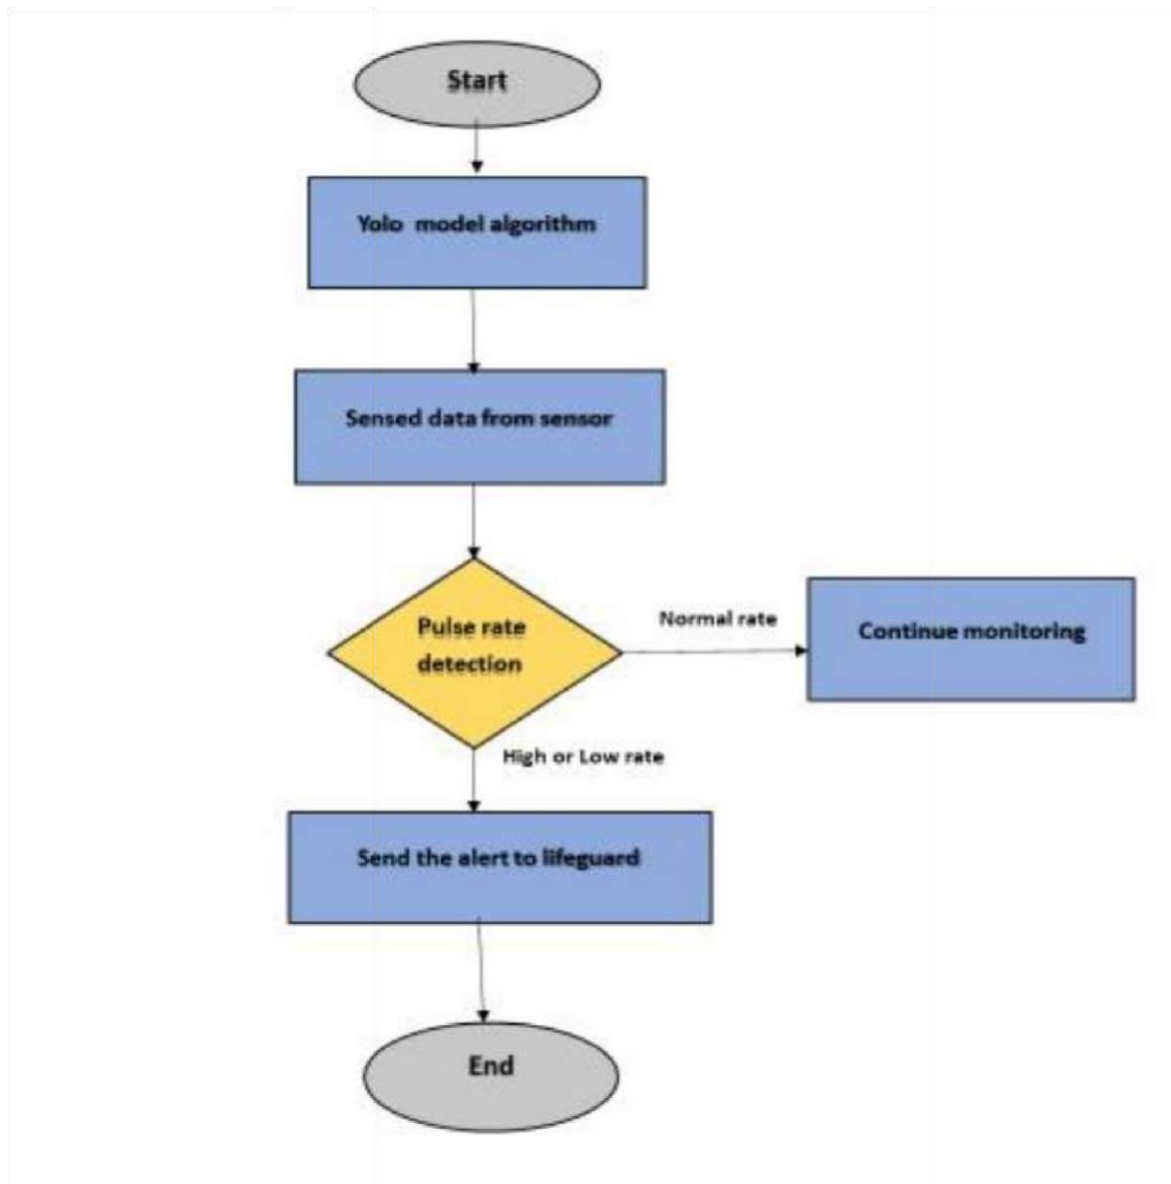 Start
Yolo model algorithm
Sensed data from sensor
Pulse rate
detection
Normal rate
Continue monitoring
High or Low rate
Send the alert to lifeguard
End